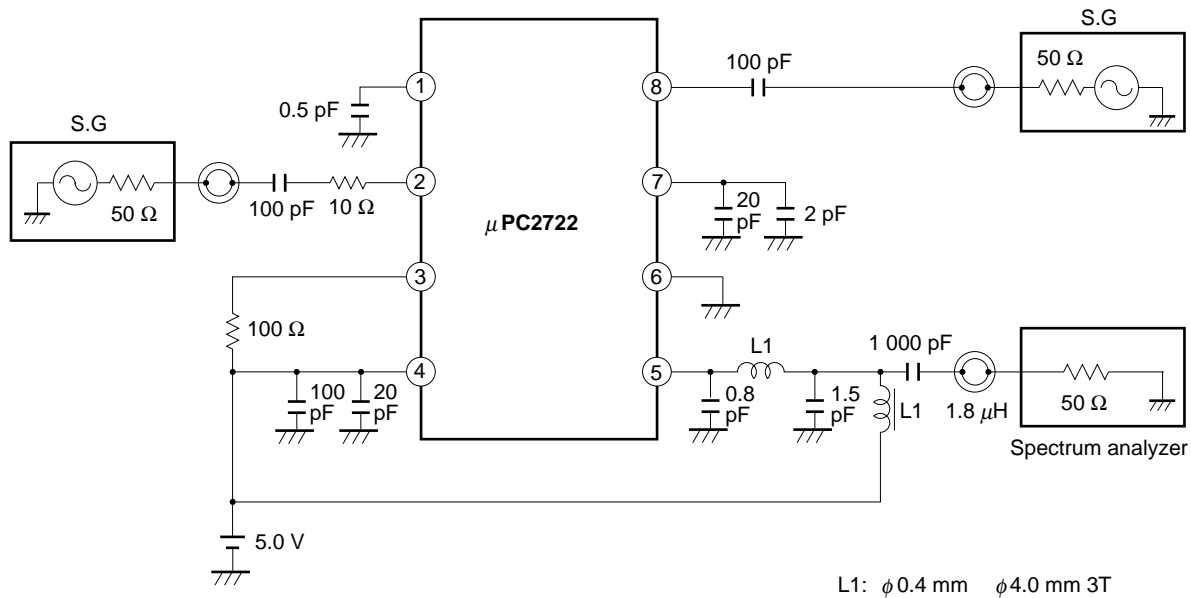 S.G
50 Ω
100 pF
8
1
0.5 pF
S.G
50 Ω
100 pF
10 Ω
2
7
20
pF
2 pF
μPC2722
3
6
100 Ω
L1
1 000 pF
4
5
100
pF
20
pF
0.8
pF
1.5
pF
L1
1.8 μH
50 Ω
Spectrum analyzer
5.0 V
L1: φ0.4 mm φ4.0 mm 3T